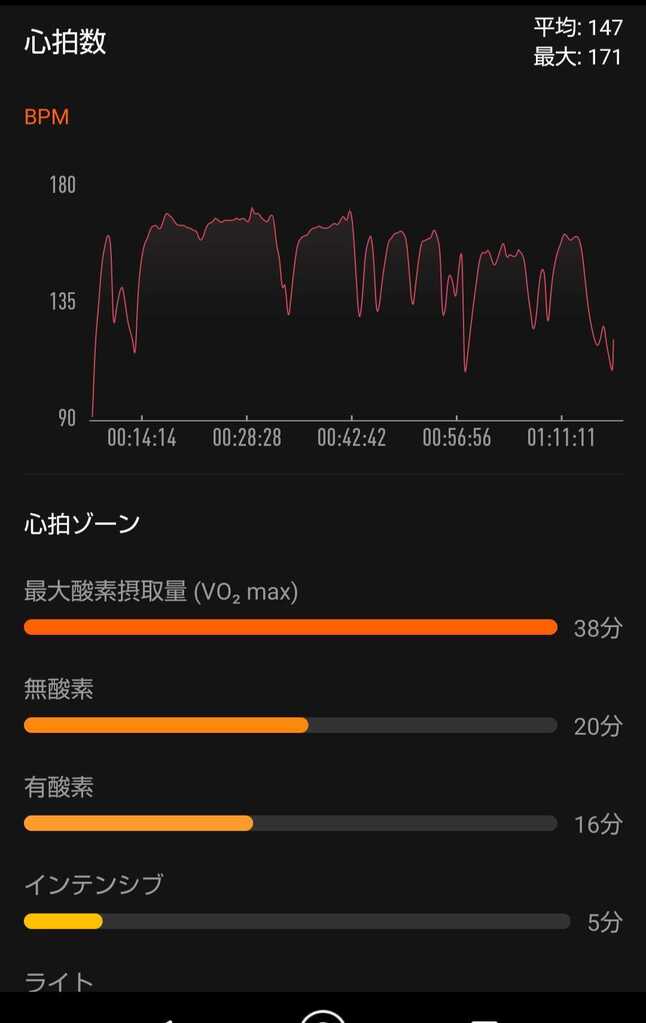 心拍数
平均: 147
最大: 171
BPM
180
135
90
00:14:14 00:28:28 00:42:42 00:56:56 01:11:11
心拍ゾーン
最大酸素摂取量 (VO₂ max)
38分
無酸素
20分
有酸素
16分
インテンシブ
5分
ライト